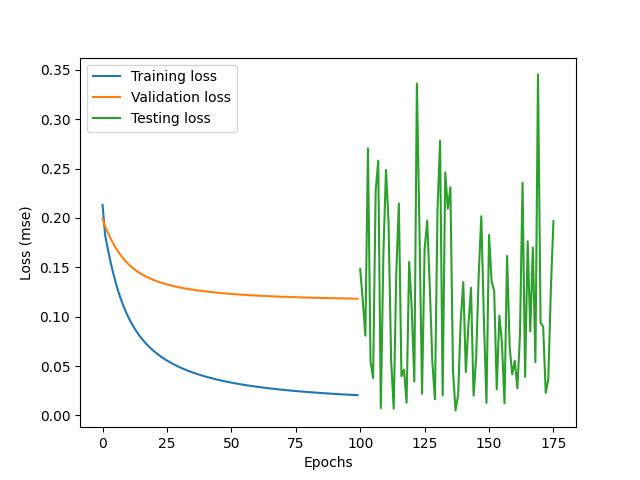 Training loss
Validation loss
Testing loss
0.35
0.30
0.25
0.20
0.15
0.10
0.05
0.00
Loss (mse)
0 25 50 75 100 125 150 175
Epochs